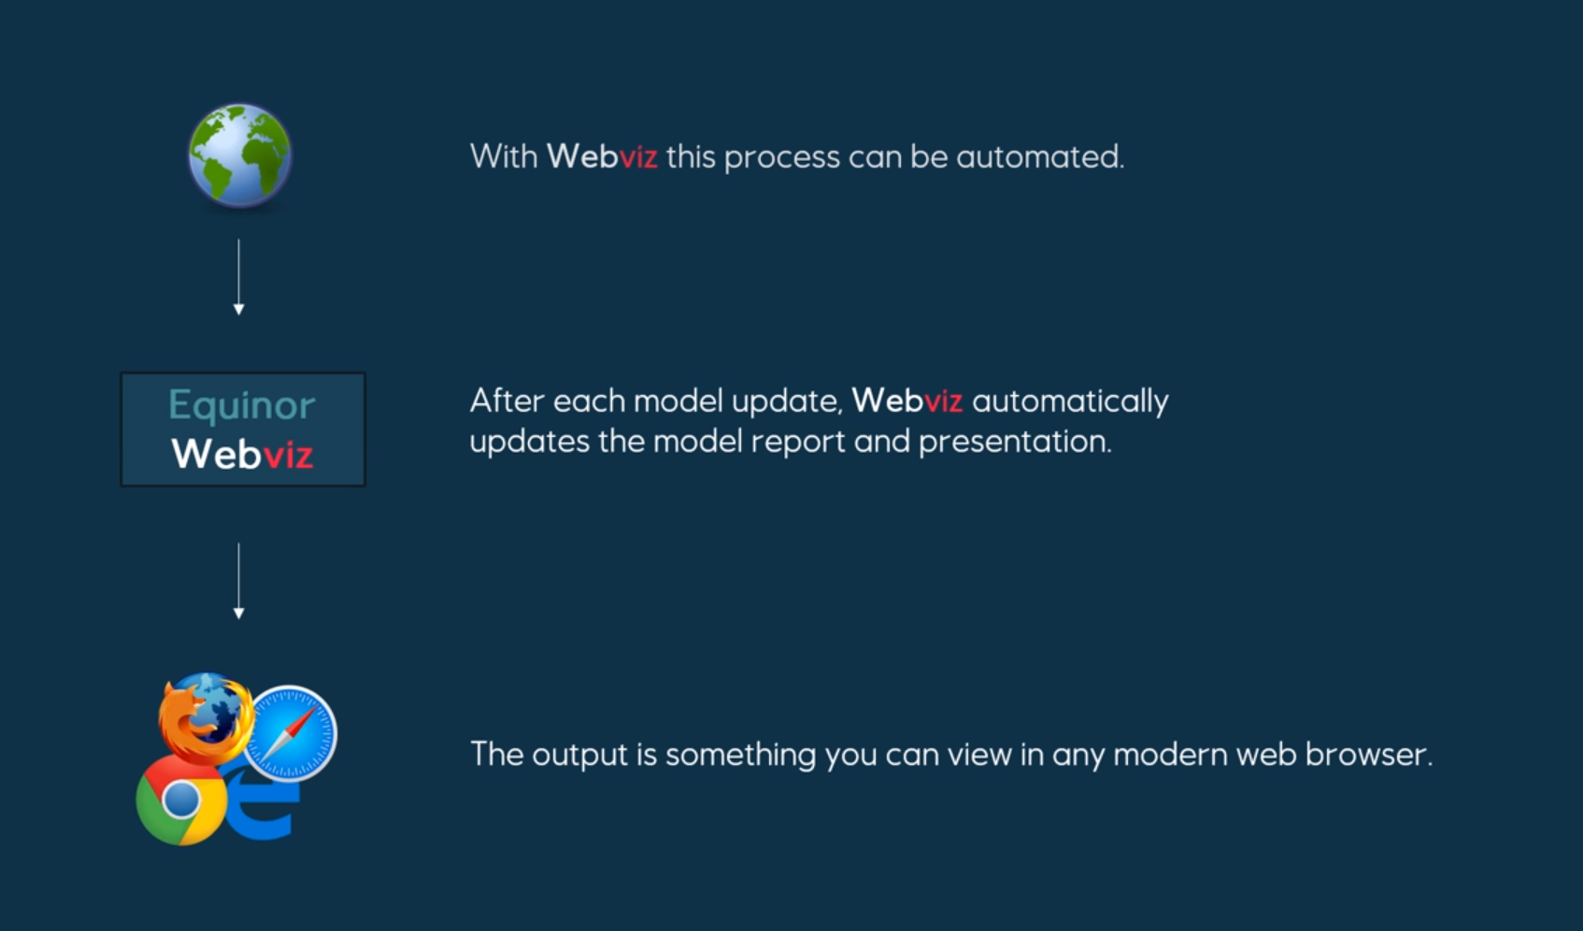 With Webviz this process can be automated.
Equinor
Webviz
After each model update, Webviz automatically
updates the model report and presentation.
The output is something you can view in any modern web browser.